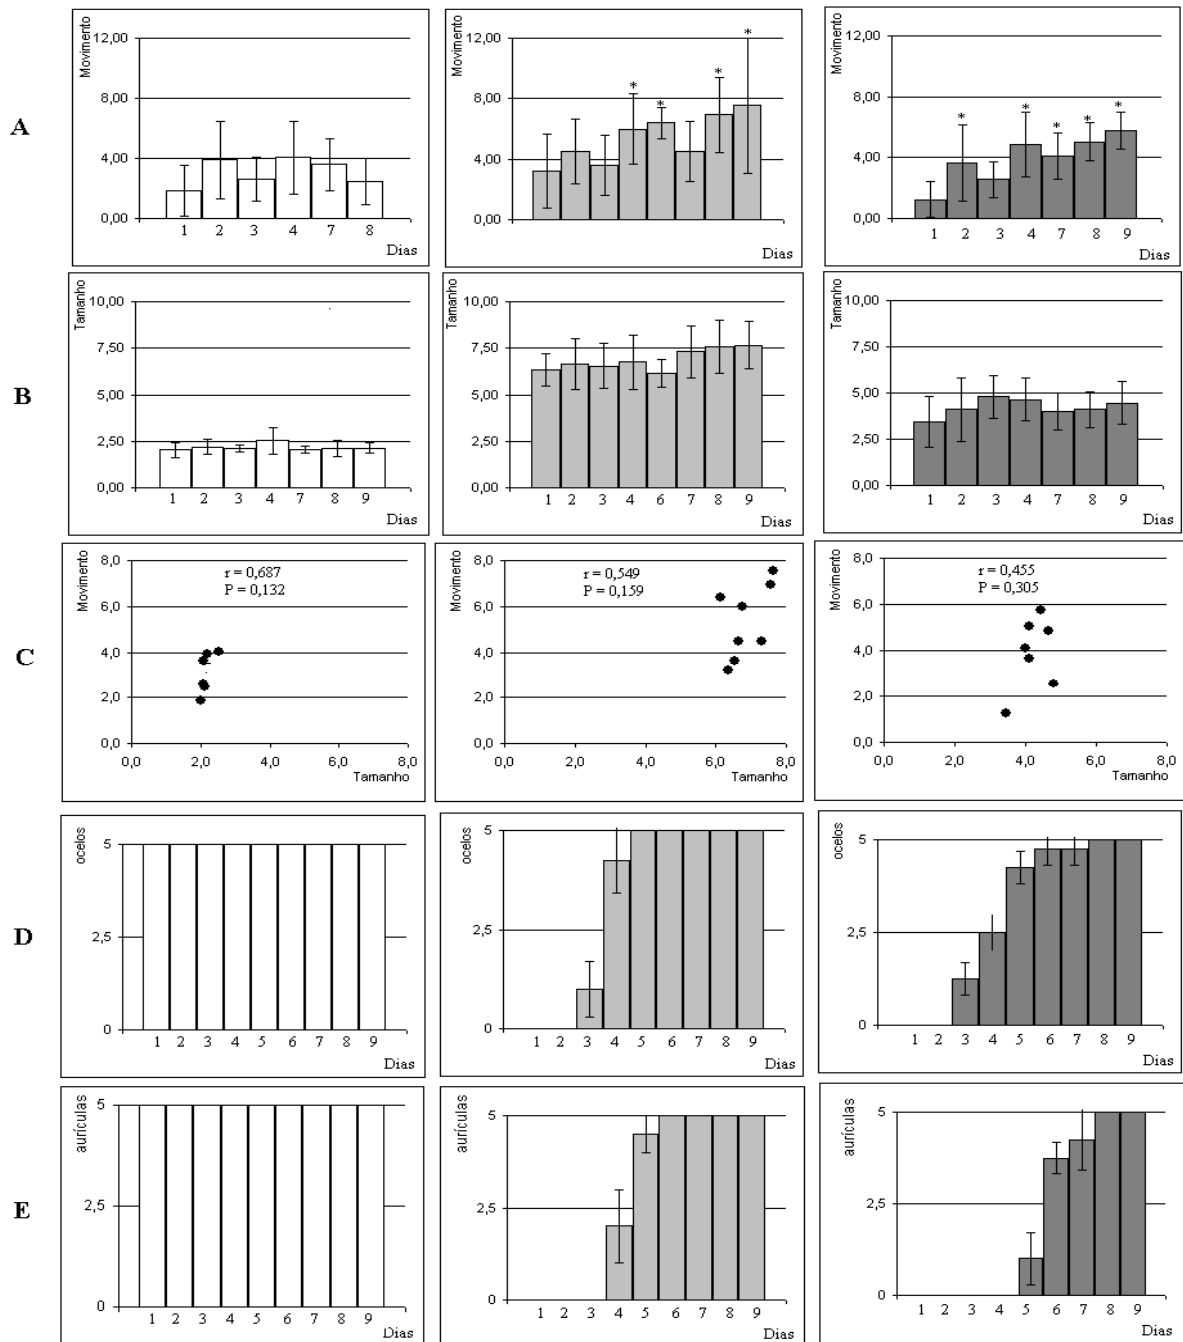 A
Movimento
12,00
8,00
4,00
0,00
1 2 3 4 7 8
Dias
Movimento
12,00
8,00
4,00
0,00
* * * *
1 2 3 4 6 7 8 9
Dias
Movimento
12,00
8,00
4,00
0,00
* * * * *
1 2 3 4 7 8 9
Dias
B
Tamanho
10,00
7,50
5,00
2,50
0,00
1 2 3 4 7 8 9
Dias
Tamanho
10,00
7,50
5,00
2,50
0,00
1 2 3 4 6 7 8 9
Dias
Tamanho
10,00
7,50
5,00
2,50
0,00
1 2 3 4 7 8 9
Dias
C
Movimento
8,0
6,0
4,0
2,0
0,0
r = 0,687
P = 0,132
0,0 2,0 4,0 6,0 8,0
Tamanho
Movimento
8,0
6,0
4,0
2,0
0,0
r = 0,549
P = 0,159
0,0 2,0 4,0 6,0 8,0
Tamanho
Movimento
8,0
6,0
4,0
2,0
0,0
r = 0,455
P = 0,305
0,0 2,0 4,0 6,0 8,0
Tamanho
D
ocelos
5
2,5
0
1 2 3 4 5 6 7 8 9
Dias
ocelos
5
2,5
0
1 2 3 4 5 6 7 8 9
Dias
ocelos
5
2,5
0
1 2 3 4 5 6 7 8 9
Dias
E
aurículas
5
2,5
0
1 2 3 4 5 6 7 8 9
Dias
aurículas
5
2,5
0
1 2 3 4 5 6 7 8 9
Dias
aurículas
5
2,5
0
1 2 3 4 5 6 7 8 9
Dias